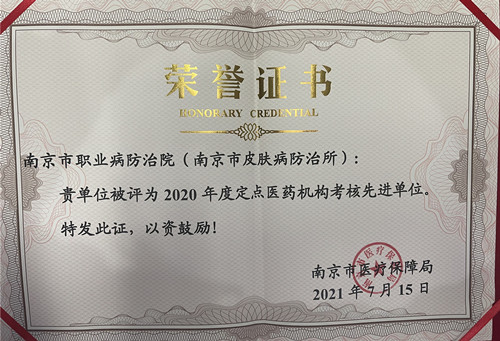 荣誉证书
HONORARY CREDENTIAL
南京市职业病防治院（南京市皮肤病防治所）：
贵单位被评为2020年度定点医药机构考核先进单位。
特发此证，以资鼓励！
南京市医疗保障局
2021年7月15日